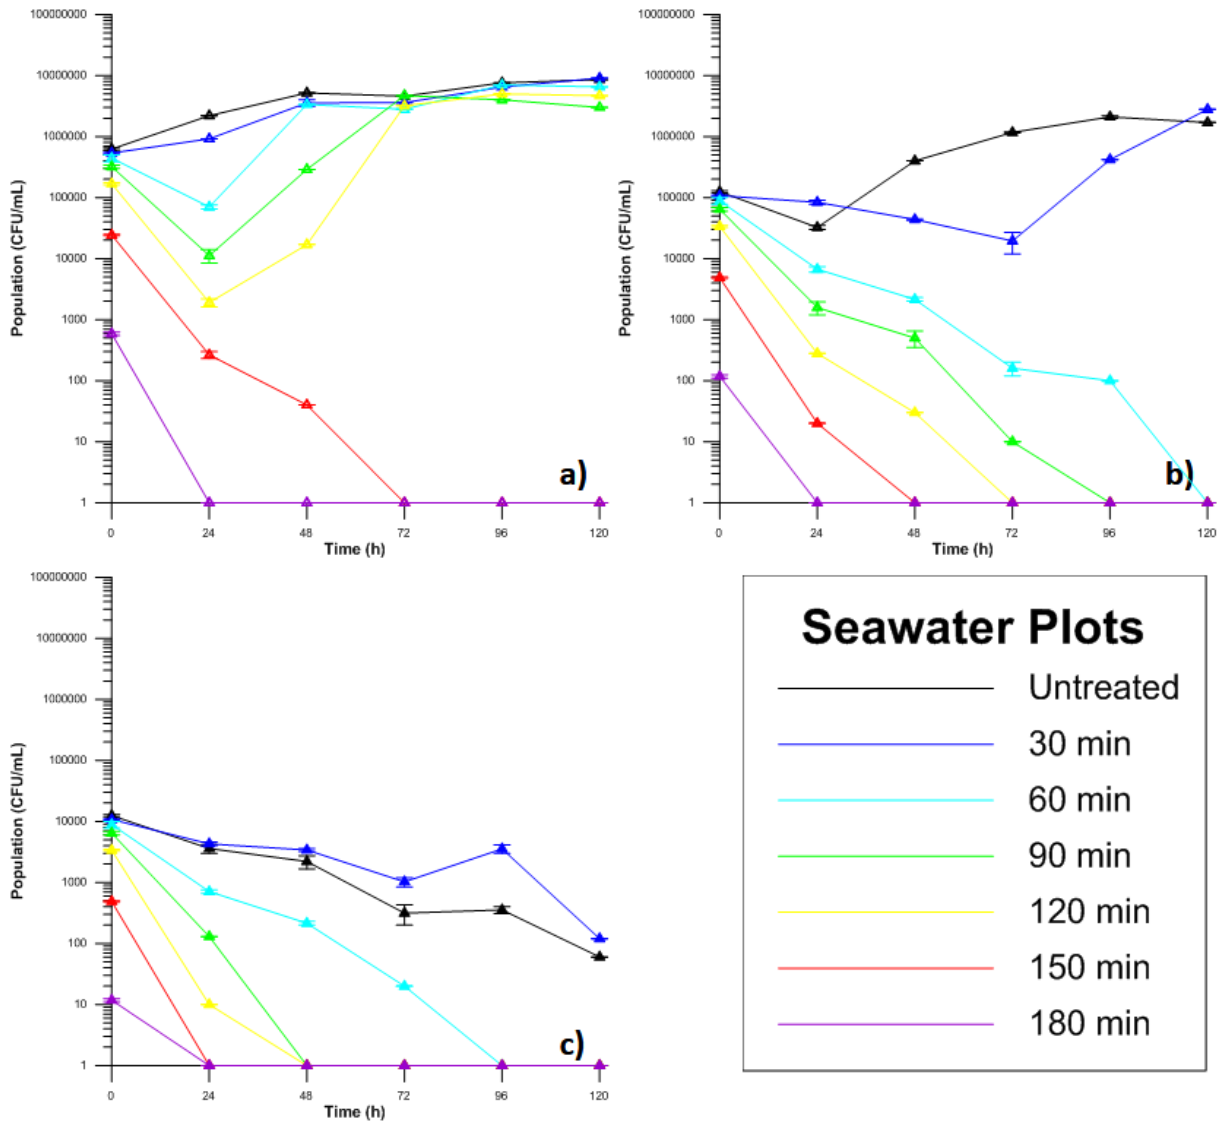 100000000
10000000
1000000
100000
10000
1000
100
10
1
Population (CFU/mL)
0 24 48 72 96 120
Time (h)
a)
100000000
10000000
1000000
100000
10000
1000
100
10
1
Population (CFU/mL)
0 24 48 72 96 120
Time (h)
b)
100000000
10000000
1000000
100000
10000
1000
100
10
1
Population (CFU/mL)
0 24 48 72 96 120
Time (h)
c)
Seawater Plots
Untreated
30 min
60 min
90 min
120 min
150 min
180 min